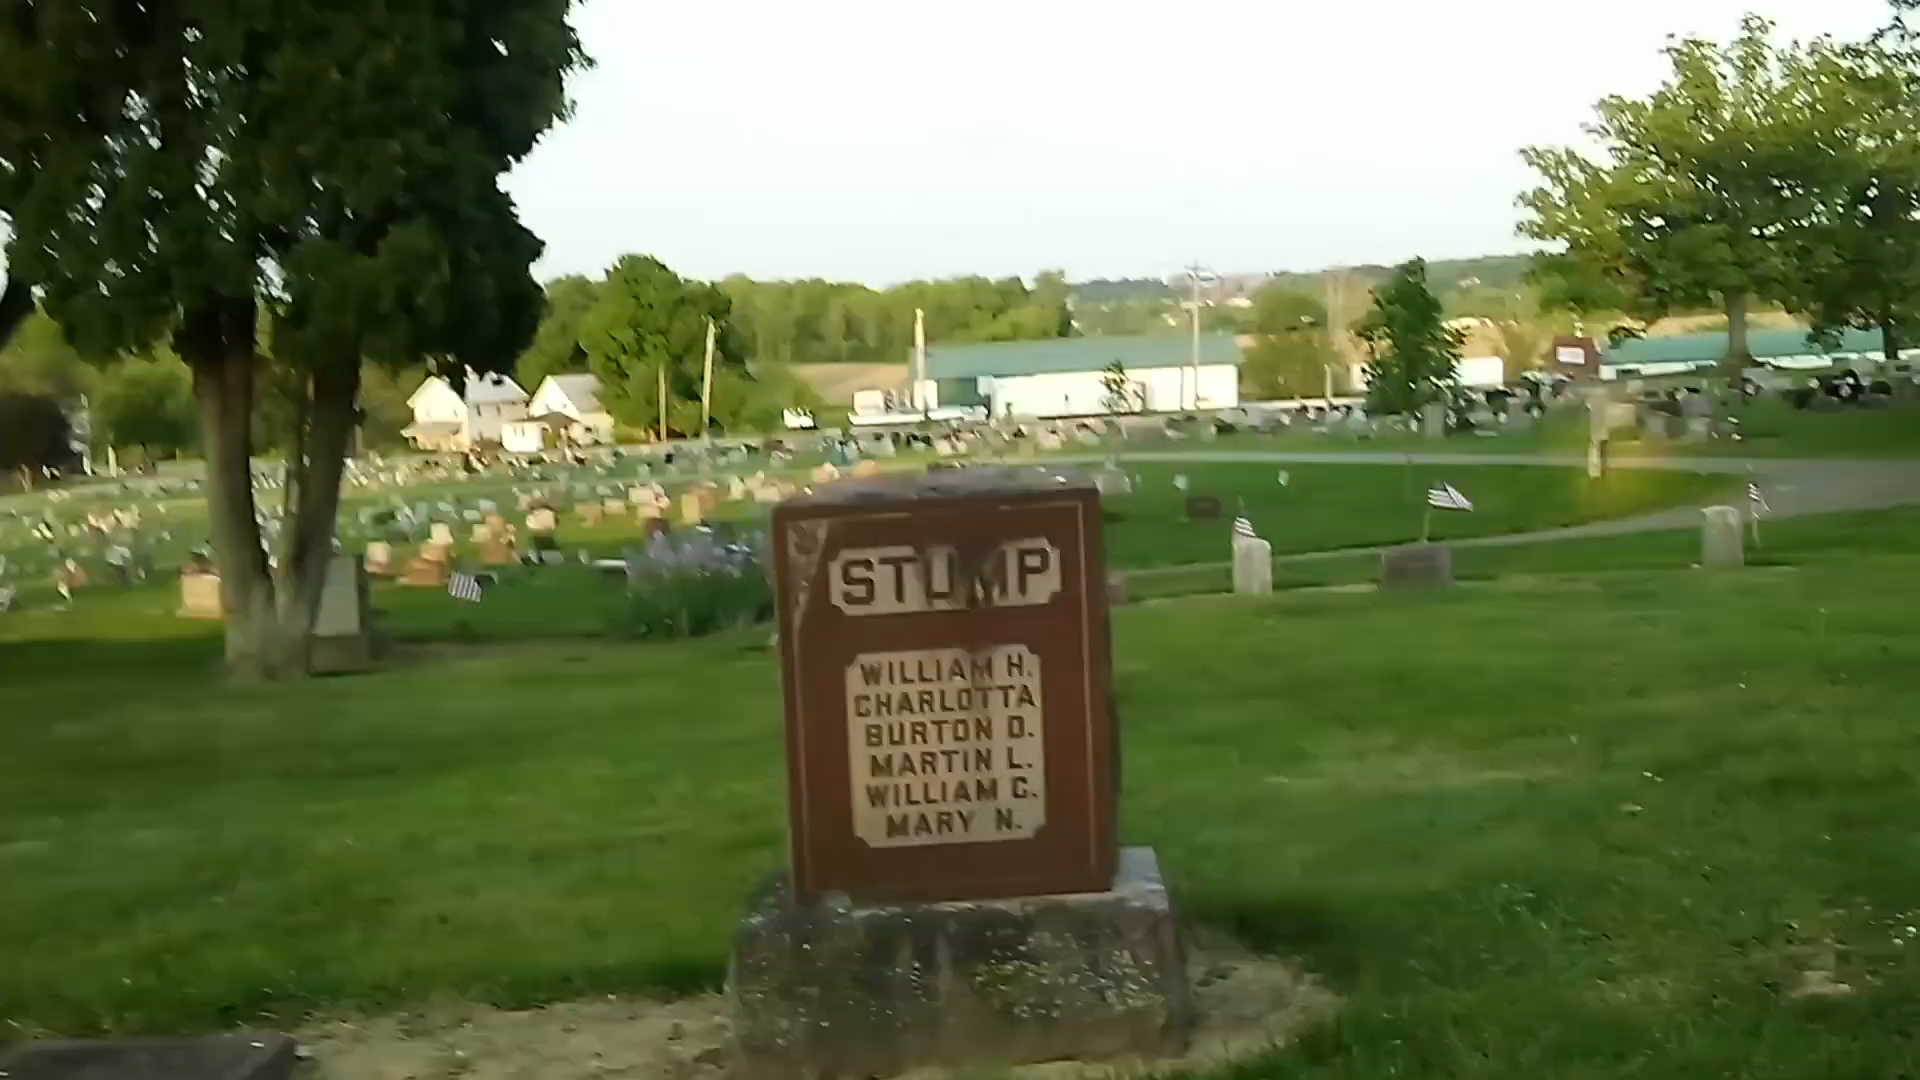 STUMP
WILLIAM H.
CHARLOTTA
BURTON D.
MARTIN L.
WILLIAM C.
MARY N.